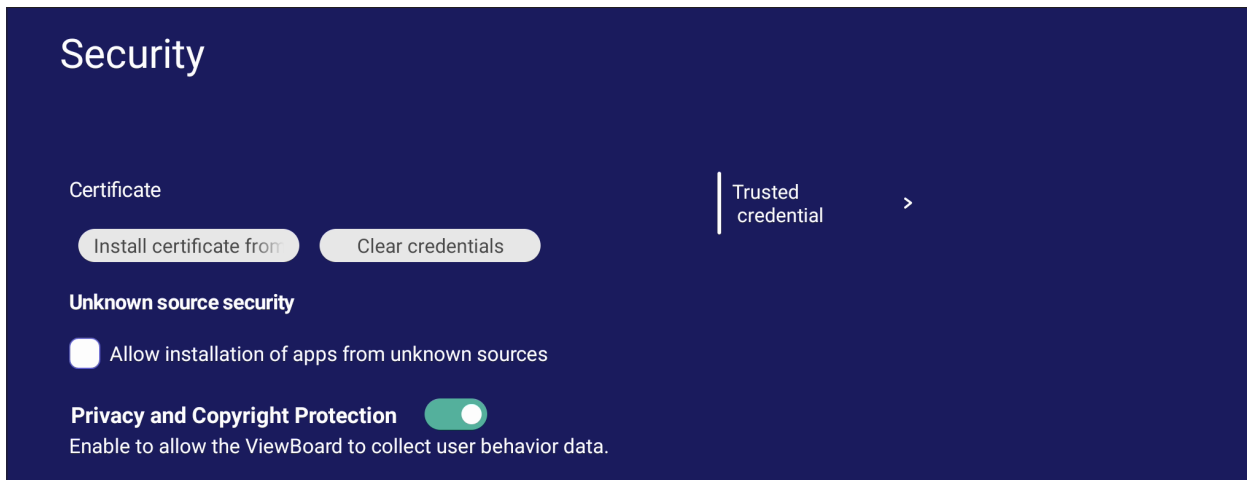 Security
Certificate
Install certificate from
Clear credentials
Trusted
credential
Unknown source security
Allow installation of apps from unknown sources
Privacy and Copyright Protection
Enable to allow the ViewBoard to collect user behavior data.